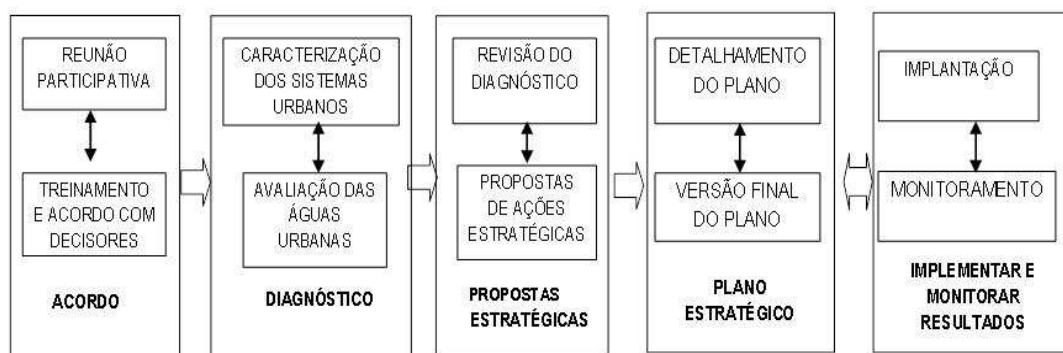 REUNÃO
PARTICIPATIVA
TREINAMENTO
E ACORDO COM
DECISORES
ACORDO
CARACTERIZAÇÃO
DOS SISTEMAS
URBANOS
AVALIAÇÃO DAS
ÁGUAS
URBANAS
DIAGNÓSTICO
REVISÃO DO
DIAGNÓSTICO
PROPOSTAS
DE AÇÕES
ESTRATÉGICAS
PROPOSTAS
ESTRATÉGICAS
DETALHAMENTO
DO PLANO
VERSÃO FINAL
DO PLANO
PLANO
ESTRATÉGICO
IMPLANTAÇÃO
MONITORAMENTO
IMPLEMENTAR E
MONITORAR
RESULTADOS